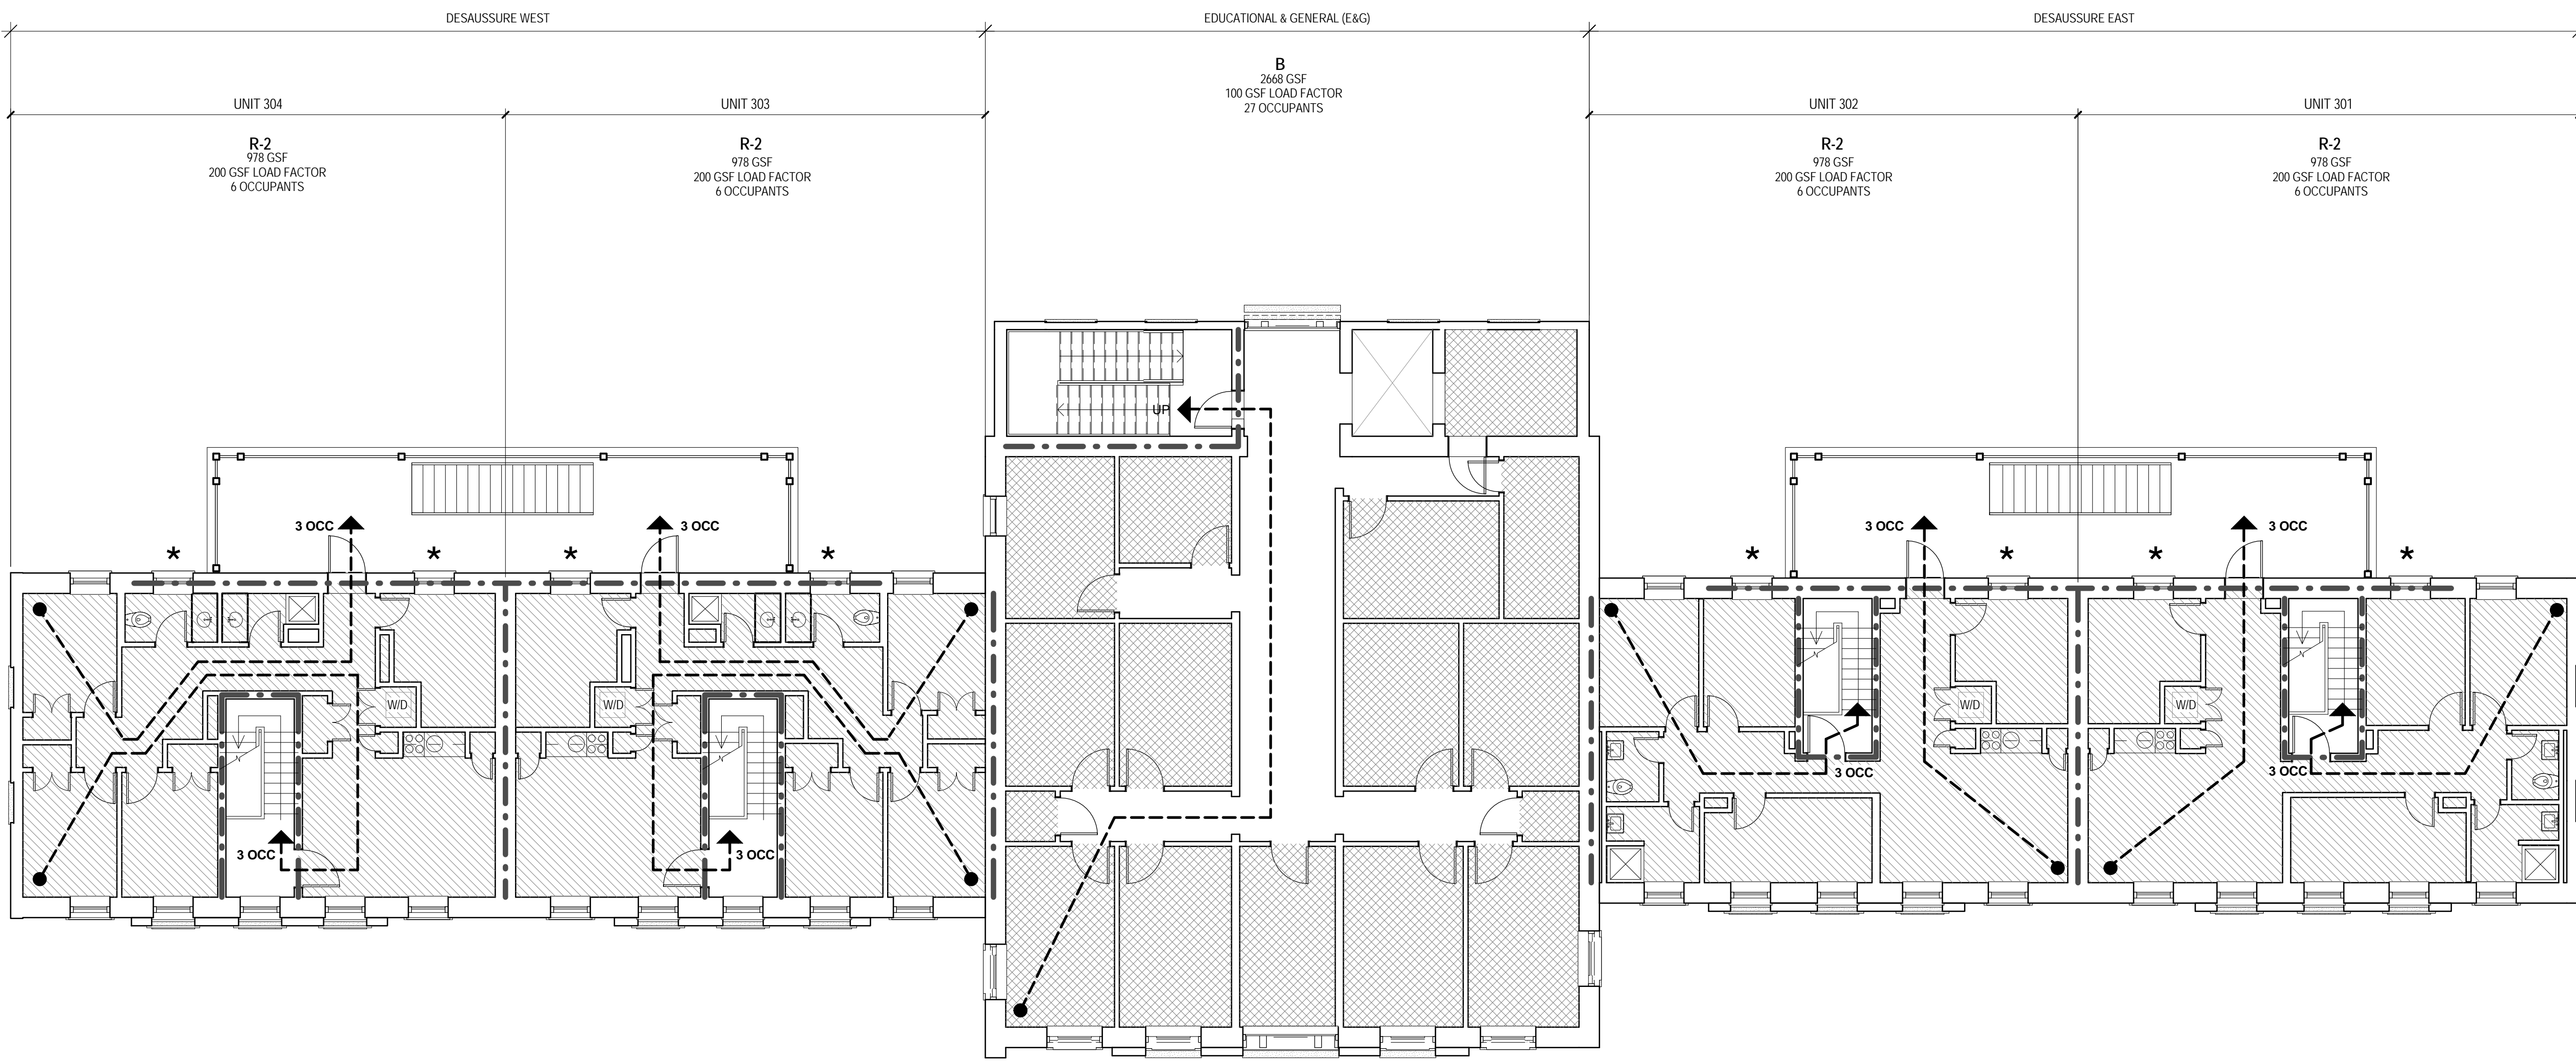 DESAUSSURE WEST
EDUCATIONAL & GENERAL (E&G)
DESAUSSURE EAST
B
2668 GSF
100 GSF LOAD FACTOR
27 OCCUPANTS
UNIT 304
UNIT 303
UNIT 302
UNIT 301
R-2
978 GSF
200 GSF LOAD FACTOR
6 OCCUPANTS
R-2
978 GSF
200 GSF LOAD FACTOR
6 OCCUPANTS
R-2
978 GSF
200 GSF LOAD FACTOR
6 OCCUPANTS
R-2
978 GSF
200 GSF LOAD FACTOR
6 OCCUPANTS
UP
3 OCC
3 OCC
3 OCC
3 OCC
*
*
*
*
*
*
*
*
W/D
W/D
W/D
W/D
3 OCC
3 OCC
3 OCC
3 OCC